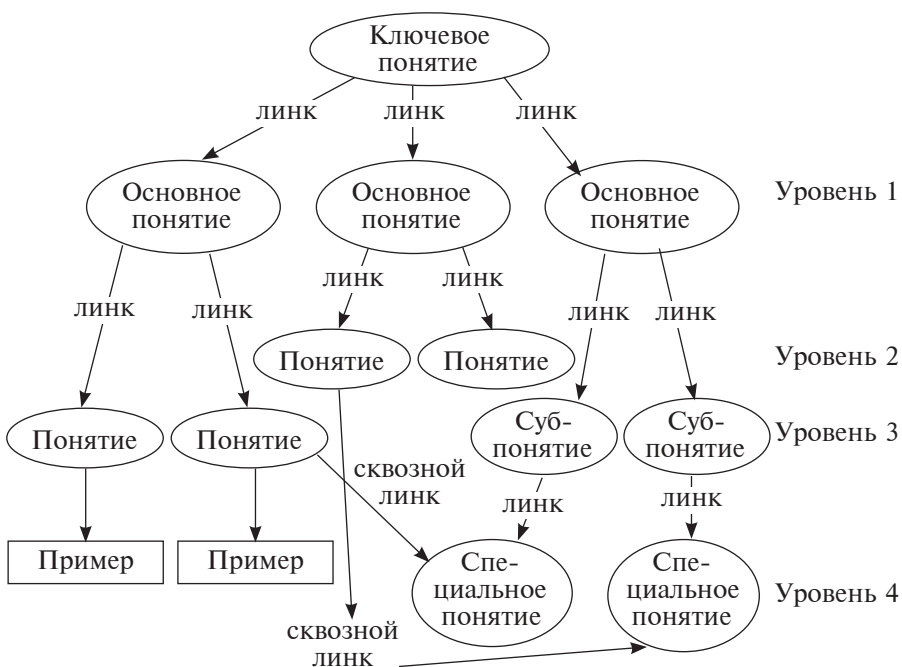 Ключевое
понятие
линк
линк
линк
Основное
понятие
Основное
понятие
Основное
понятие
Уровень 1
линк
линк
линк
линк
линк
линк
Понятие
Понятие
Уровень 2
Понятие
Понятие
Суб-
понятие
Суб-
понятие
Уровень 3
сквозной
линк
линк
линк
Пример
Пример
Спе-
циальное
понятие
Спе-
циальное
понятие
Уровень 4
сквозной
линк